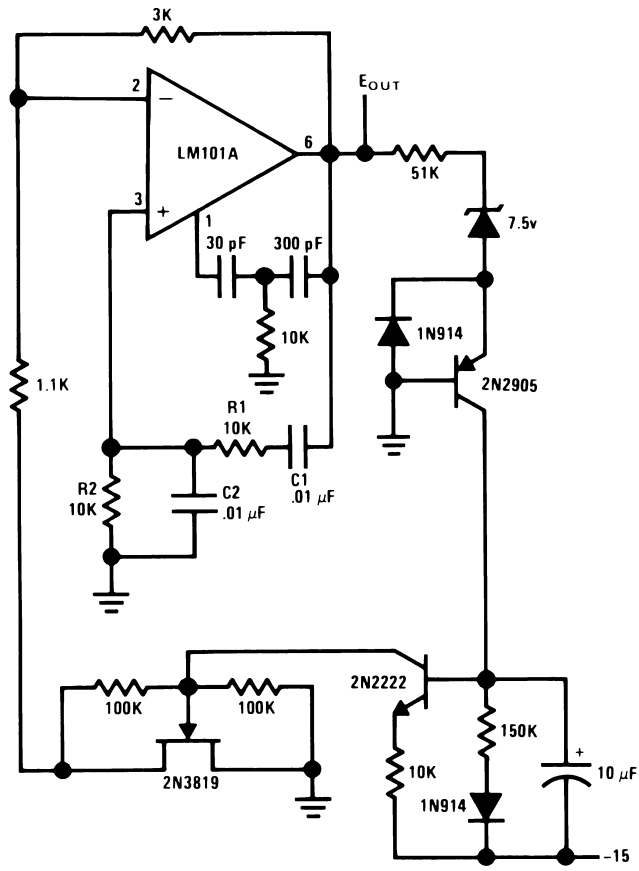 3K
2
−
LM101A
6
E OUT
51K
3
+
1
30 pF
300 pF
7.5v
10K
1N914
2N2905
1.1K
R1
10K
C1
.01 μF
R2
10K
C2
.01 μF
100K
100K
2N3819
2N2222
10K
150K
1N914
+
10 μF
−15